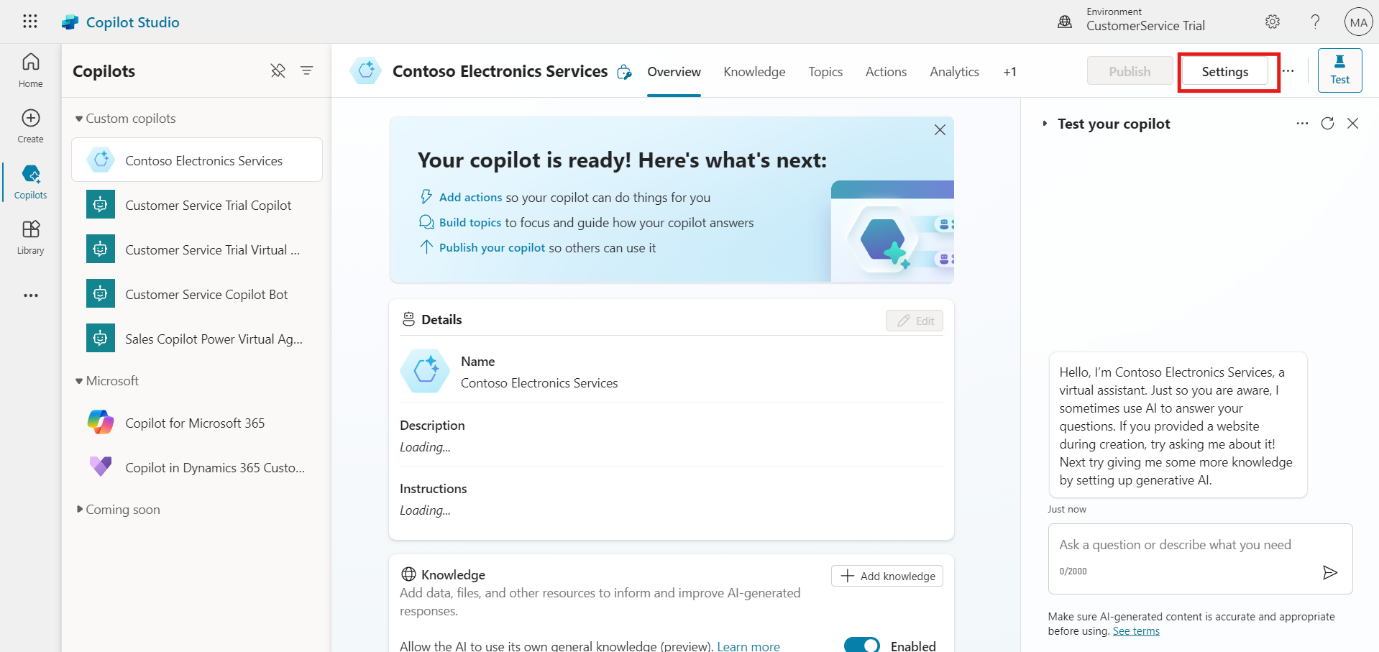 Copilot Studio
Environment
CustomerService Trial
?
MA
Home
Create
Copilots
Library
Copilots
Custom copilots
Contoso Electronics Services
Customer Service Trial Copilot
Customer Service Trial Virtual ...
Customer Service Copilot Bot
Sales Copilot Power Virtual Ag...
Microsoft
Copilot for Microsoft 365
Copilot in Dynamics 365 Custo...
Coming soon
Contoso Electronics Services
Overview
Knowledge
Topics
Actions
Analytics
+1
Publish
Settings
Test
Your copilot is ready! Here's what's next:
Add actions so your copilot can do things for you
Build topics to focus and guide how your copilot answers
Publish your copilot so others can use it
Details
Edit
Name
Contoso Electronics Services
Description
Loading...
Instructions
Loading...
Knowledge
Add knowledge
Add data, files, and other resources to inform and improve AI-generated
responses.
Allow the AI to use its own general knowledge (preview). Learn more
Enabled
Test your copilot
Hello, I'm Contoso Electronics Services, a
virtual assistant. Just so you are aware, I
sometimes use AI to answer your
questions. If you provided a website
during creation, try asking me about it!
Next try giving me some more knowledge
by setting up generative AI.
Just now
Ask a question or describe what you need
0/2000
Make sure AI-generated content is accurate and appropriate
before using. See terms